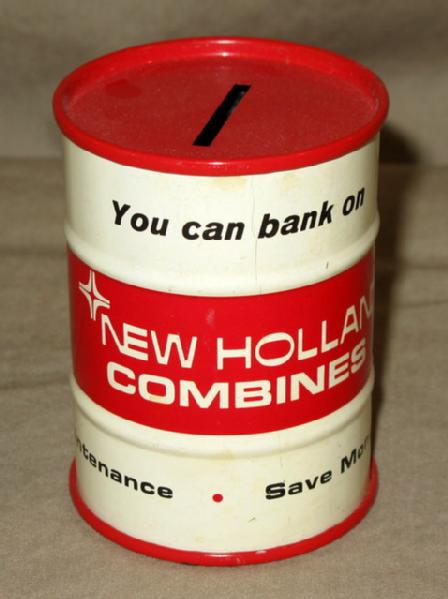 You can bank on
NEW HOLLAN
COMBINES
ntenance • Save Mo